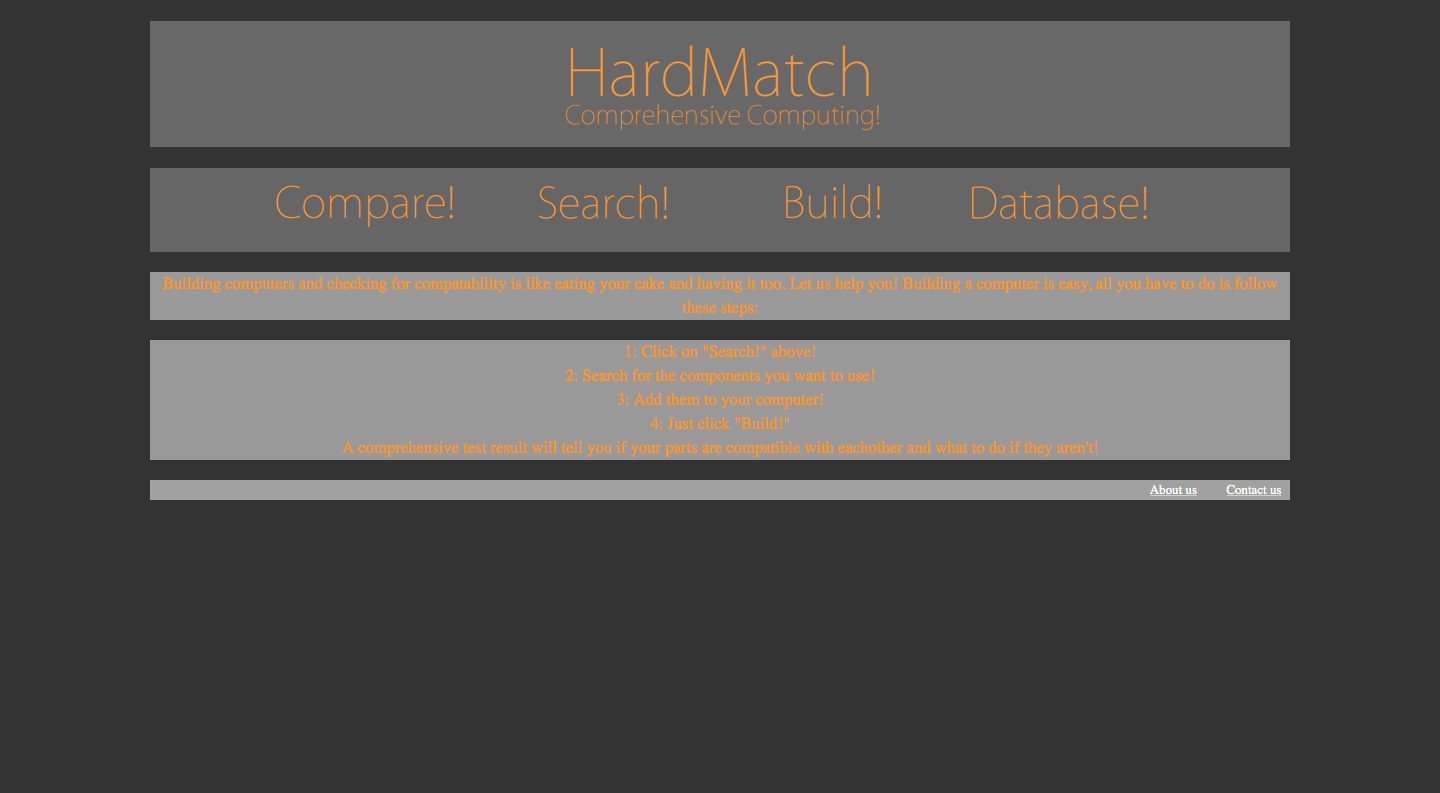 HardMatch
Comprehensive Computing!
Compare! Search! Build! Database!
Building computers and checking for compatability is like eating your cake and having it too. Let us help you! Building a computer is easy, all you have to do is follow
these steps:
1: Click on "Search!" above!
2: Search for the components you want to use!
3: Add them to your computer!
4: Just click "Build!"
A comprehensive test result will tell you if your parts are compatible with eachother and what to do if they aren't!
About us Contact us